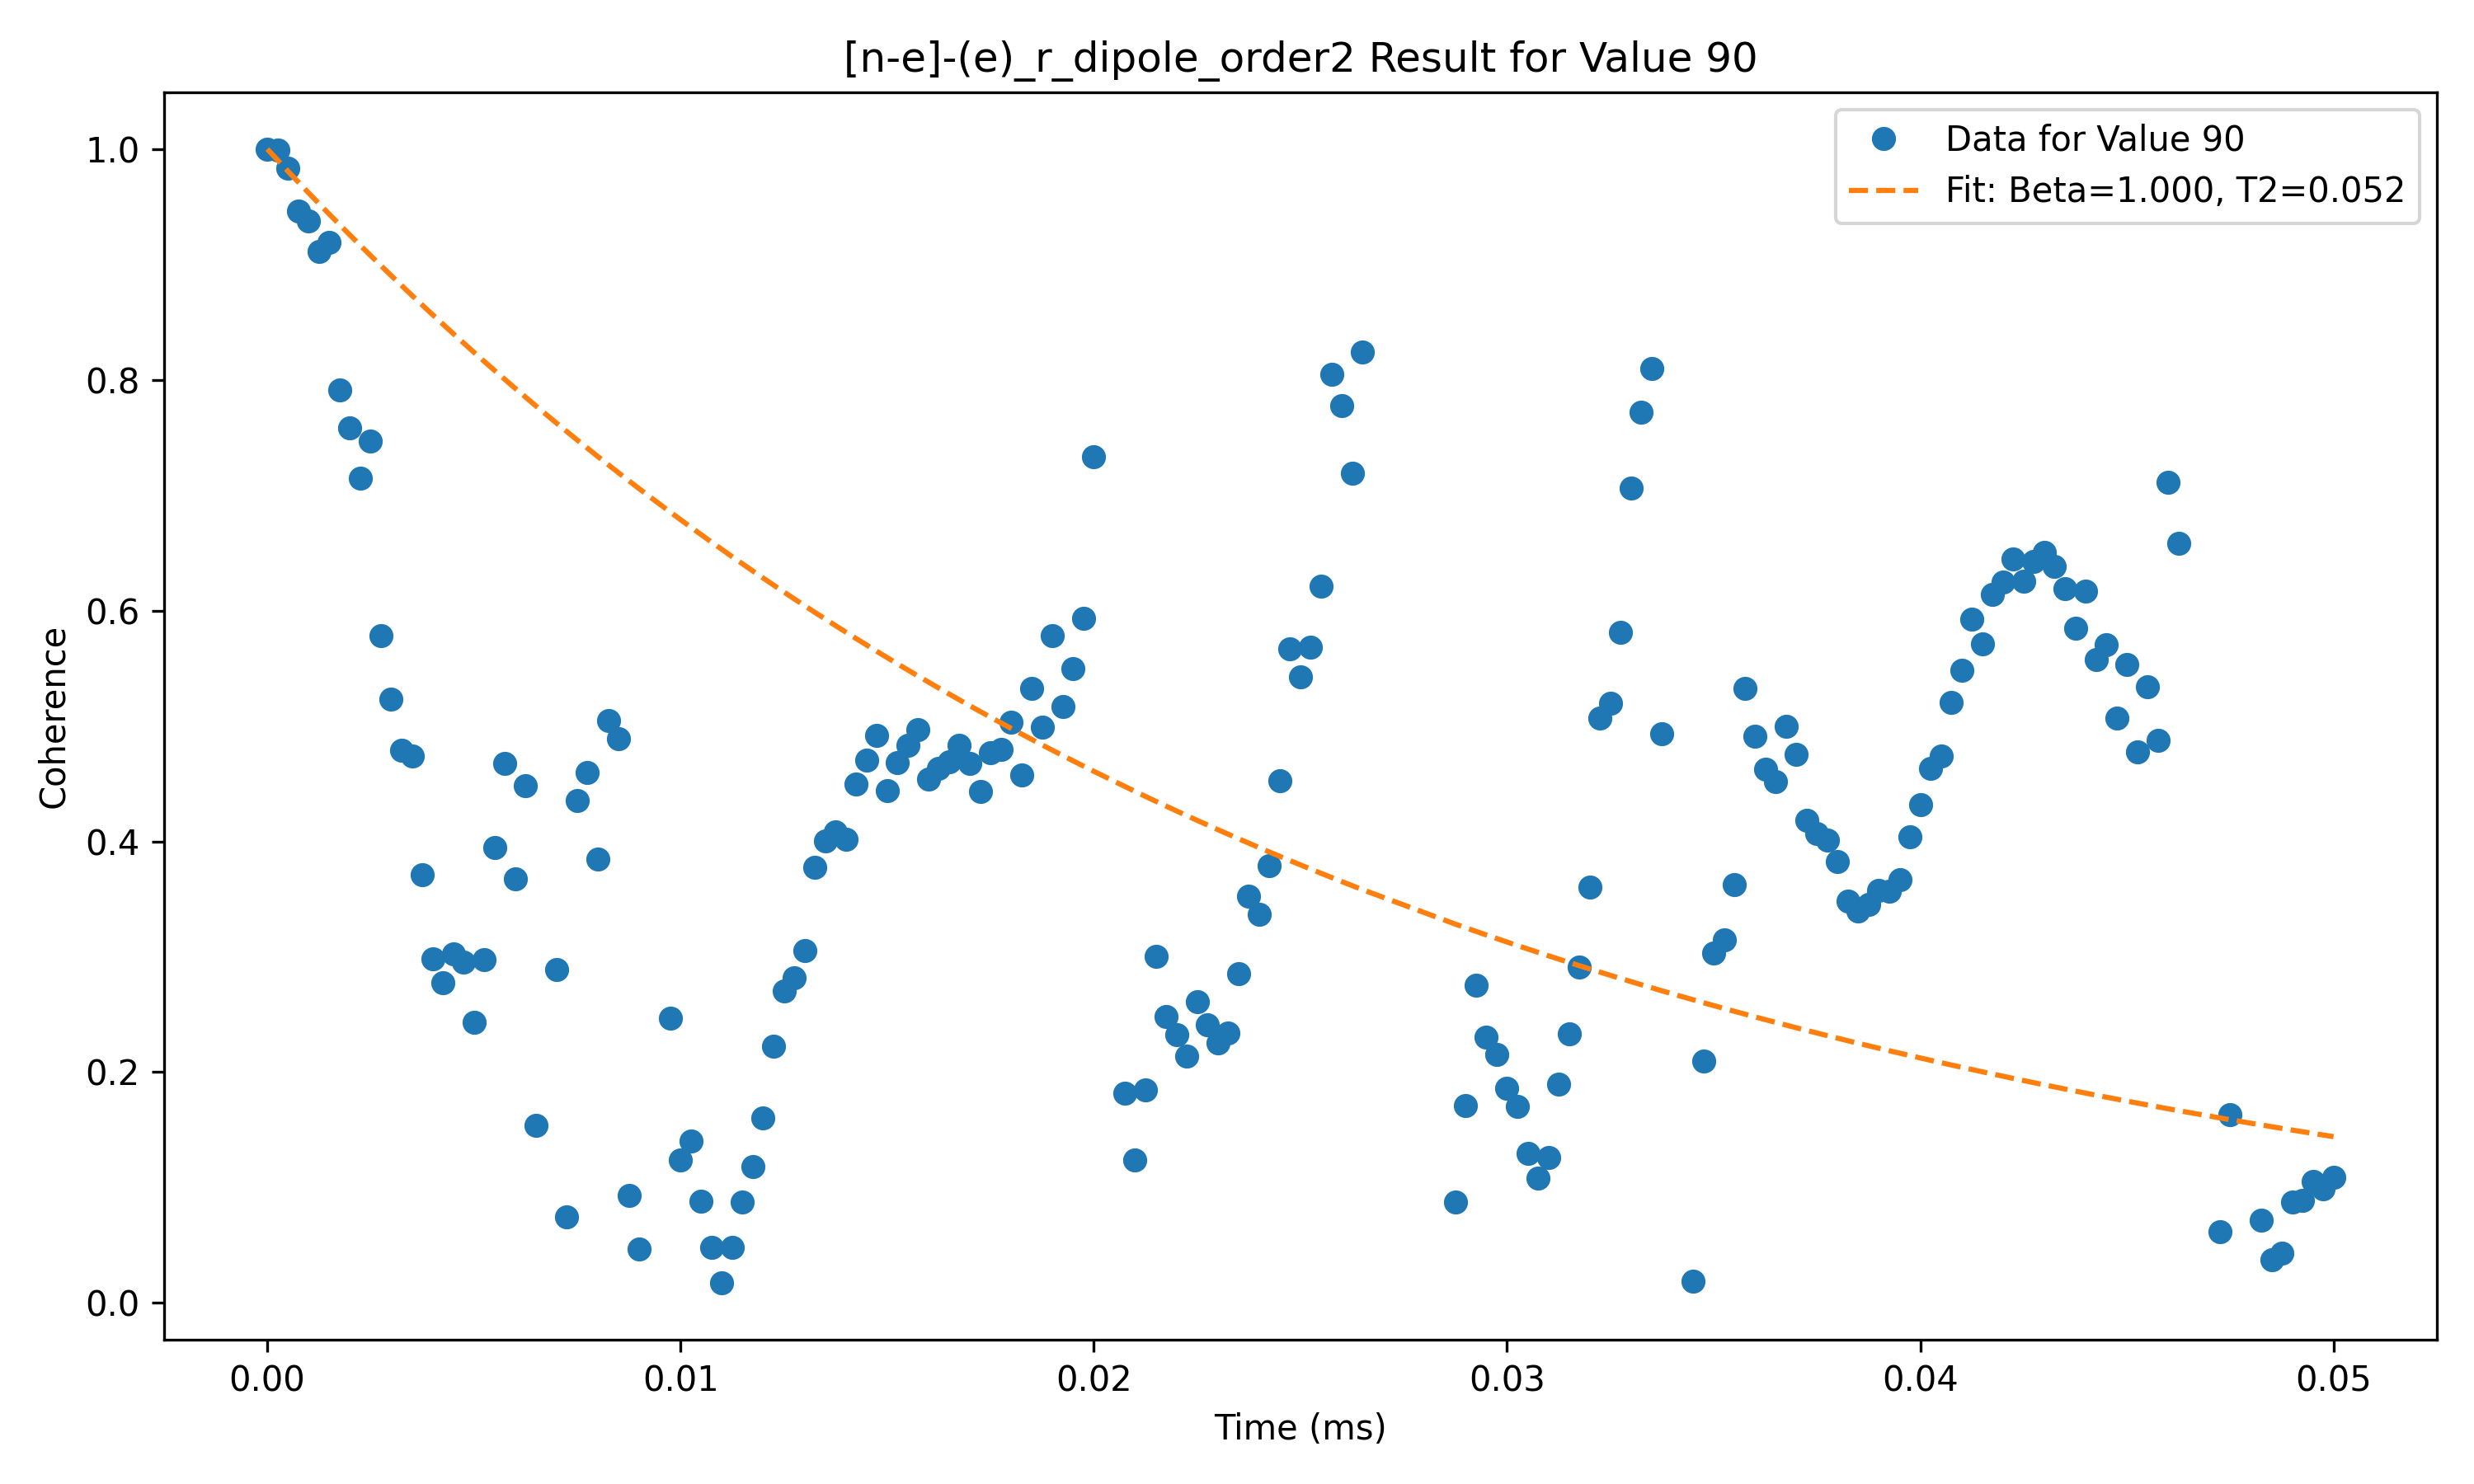 [n-e]-(e)_r_dipole_order2 Result for Value 90
Data for Value 90
Fit: Beta=1.000, T2=0.052
Coherence
1.0
0.8
0.6
0.4
0.2
0.0
0.00 0.01 0.02 0.03 0.04 0.05
Time (ms)